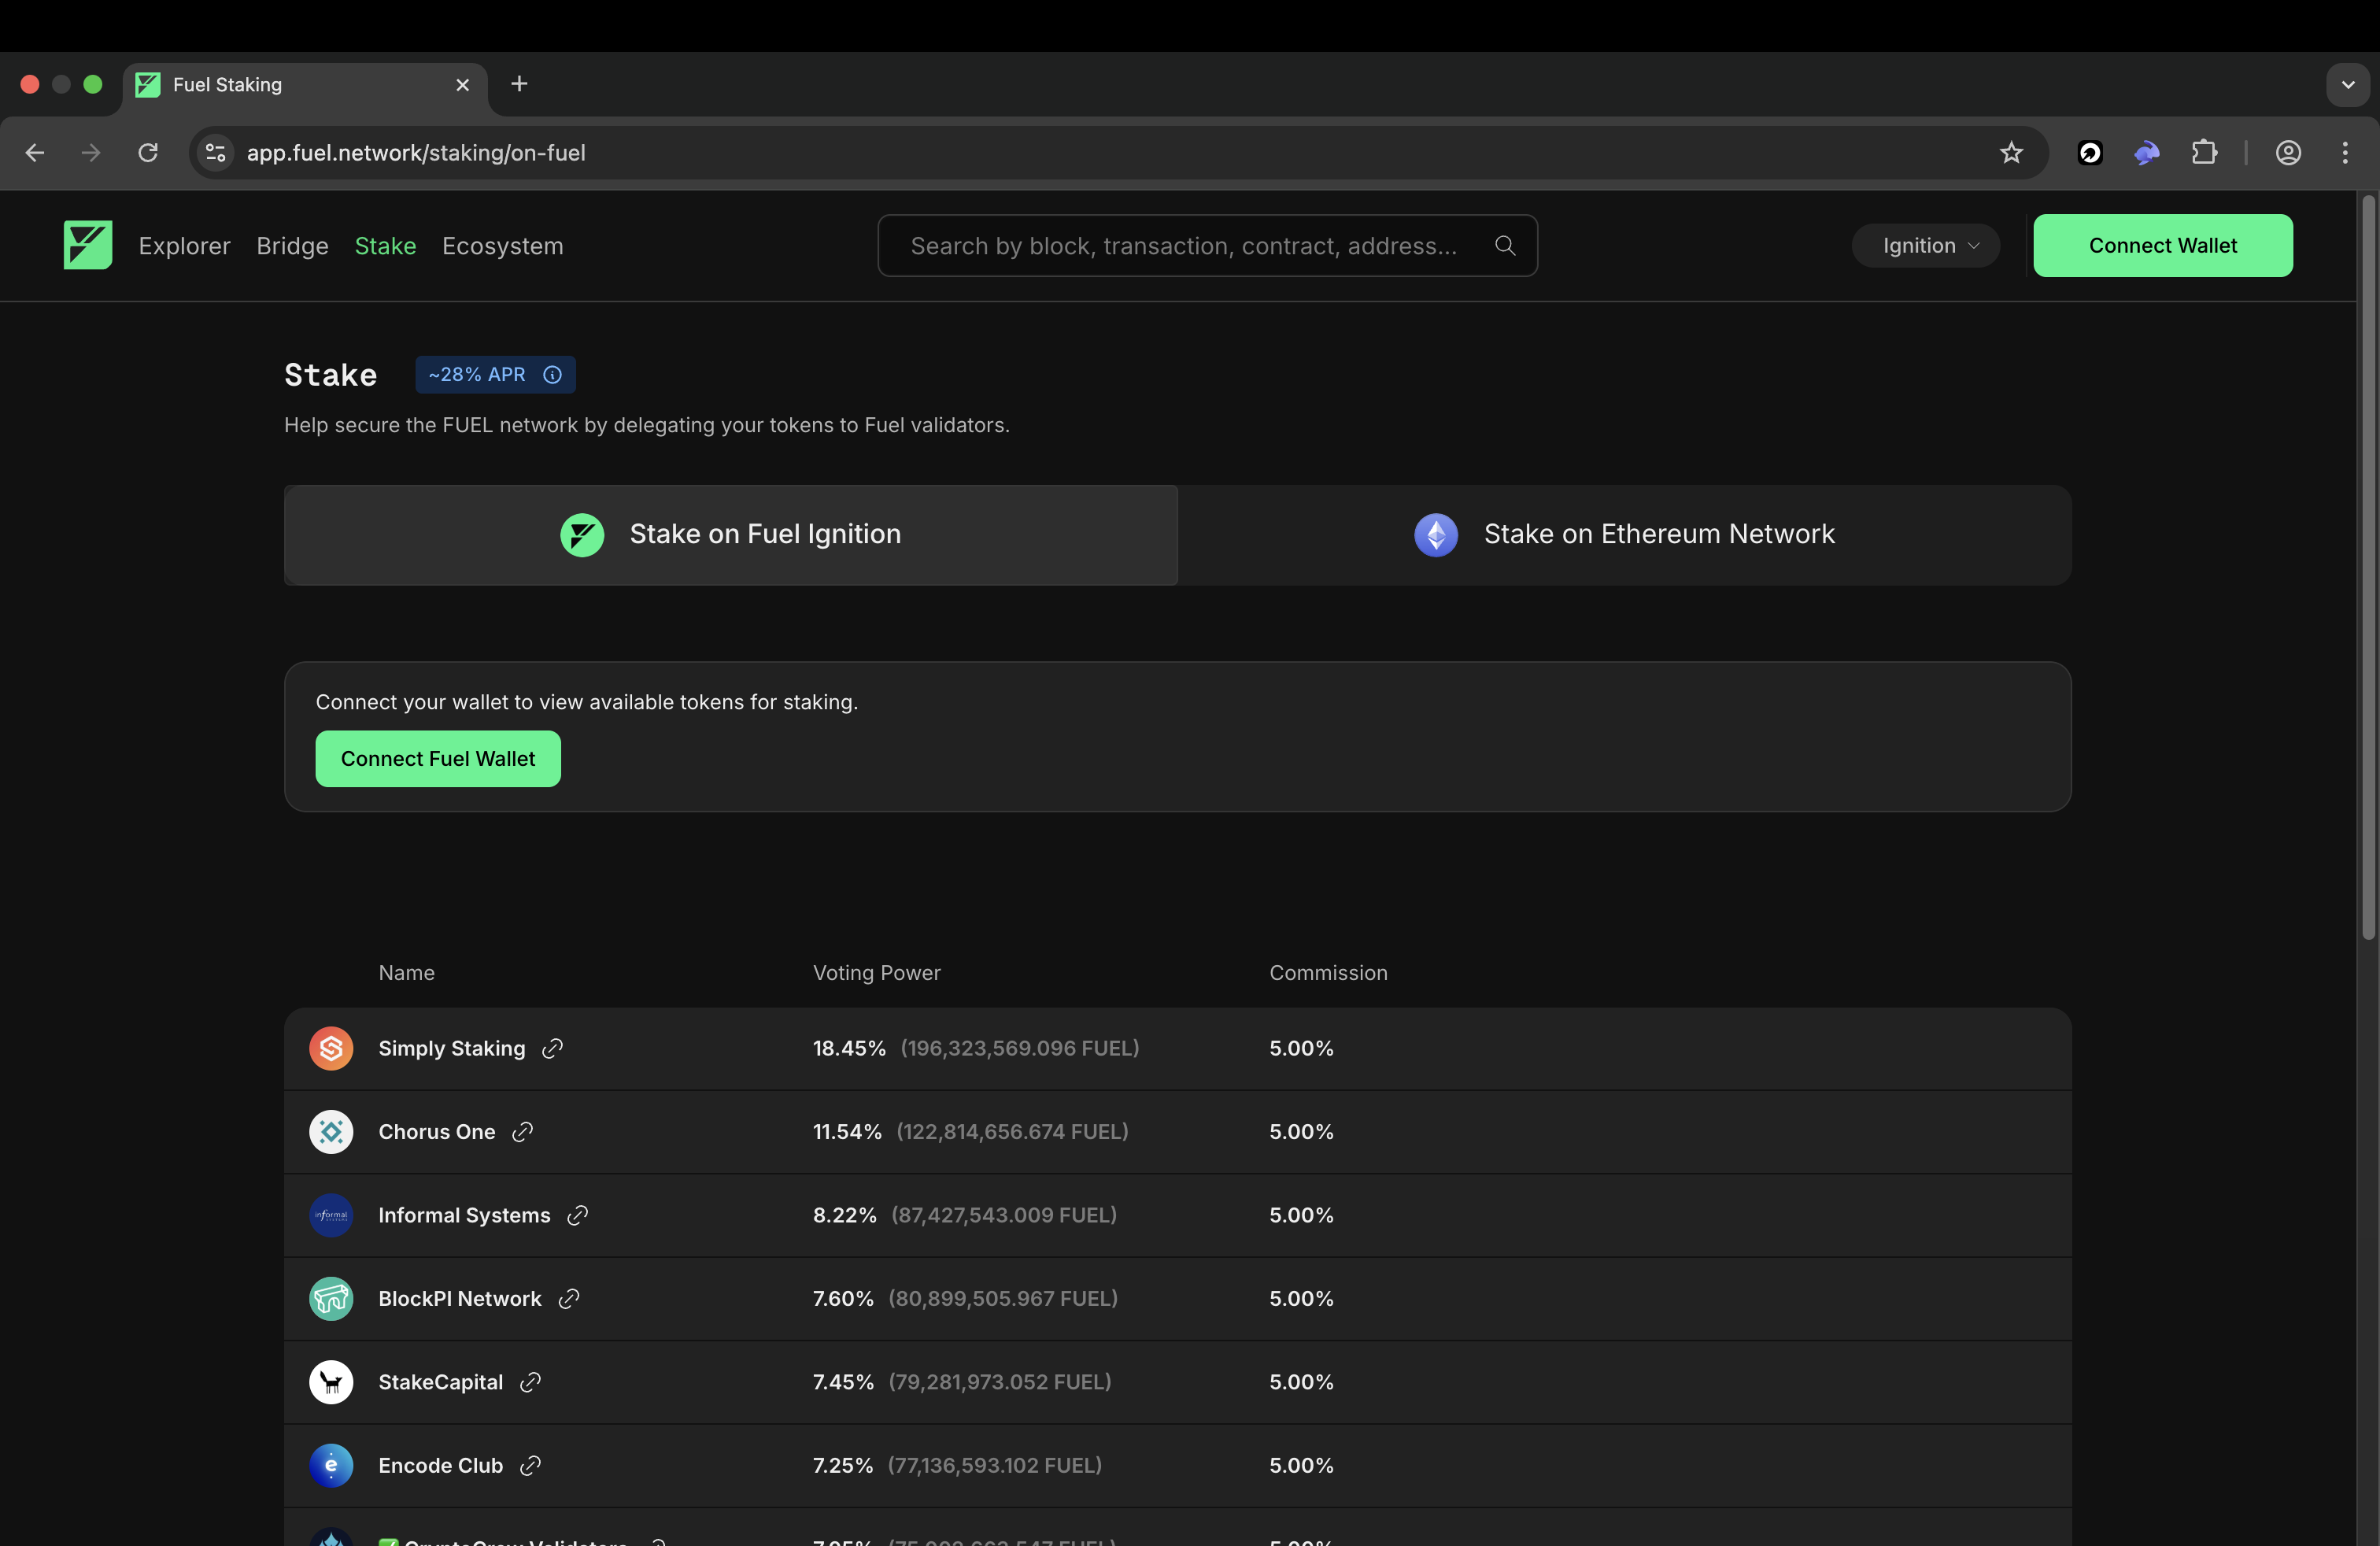 Fuel Staking
app.fuel.network/staking/on-fuel
Explorer Bridge Stake Ecosystem
Search by block, transaction, contract, address...
Ignition
Connect Wallet
Stake ~28% APR
Help secure the FUEL network by delegating your tokens to Fuel validators.
Stake on Fuel Ignition
Stake on Ethereum Network
Connect your wallet to view available tokens for staking.
Connect Fuel Wallet
Name Voting Power Commission
Simply Staking 18.45% (196,323,569.096 FUEL) 5.00%
Chorus One 11.54% (122,814,656.674 FUEL) 5.00%
informal
Informal Systems 8.22% (87,427,543.009 FUEL) 5.00%
BlockPI Network 7.60% (80,899,505.967 FUEL) 5.00%
StakeCapital 7.45% (79,281,973.052 FUEL) 5.00%
e
Encode Club 7.25% (77,136,593.102 FUEL) 5.00%
CryptoCrew Validators 5.00%